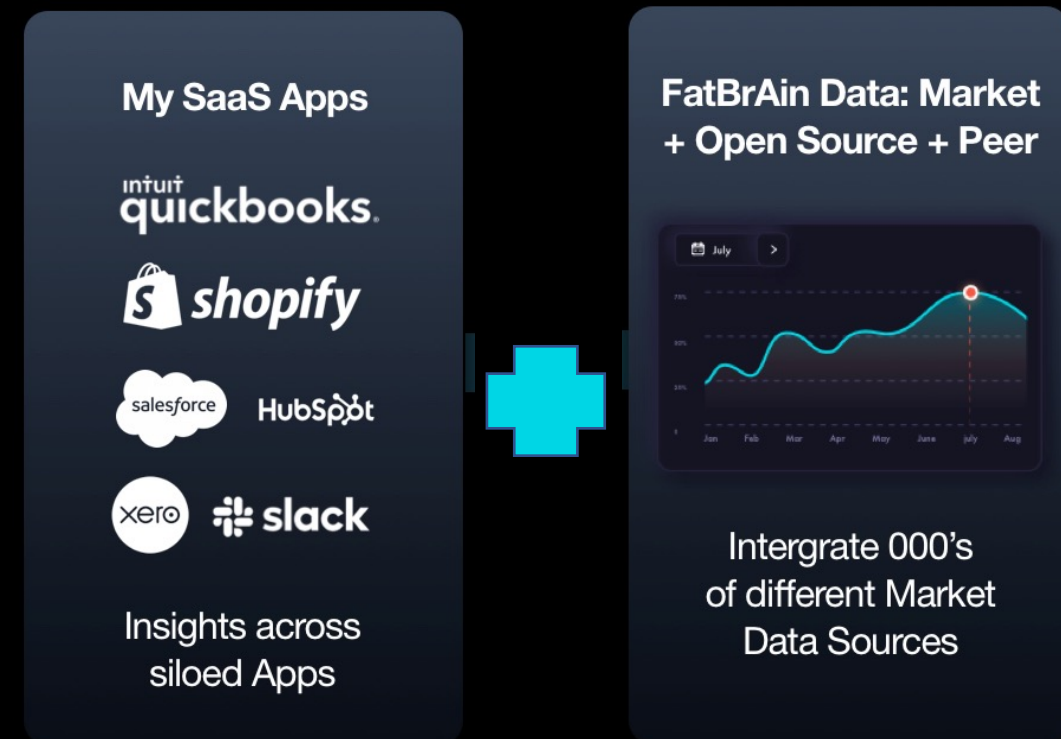 My SaaS Apps
intuit
quickbooks.
shopify
salesforce
HubSpot
xero
slack
Insights across
siloed Apps
FatBrAin Data: Market
+ Open Source + Peer
July
Jan Feb Mar Apr May June july Aug
Intergrate 000's
of different Market
Data Sources